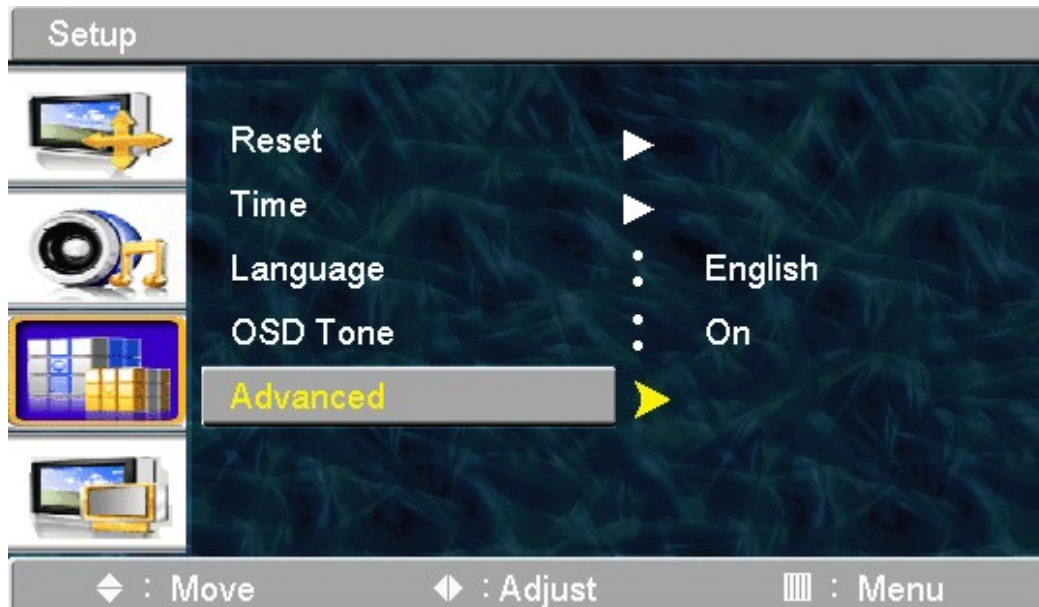 Setup
Reset
Time
Language : English
OSD Tone : On
Advanced
: Move : Adjust : Menu